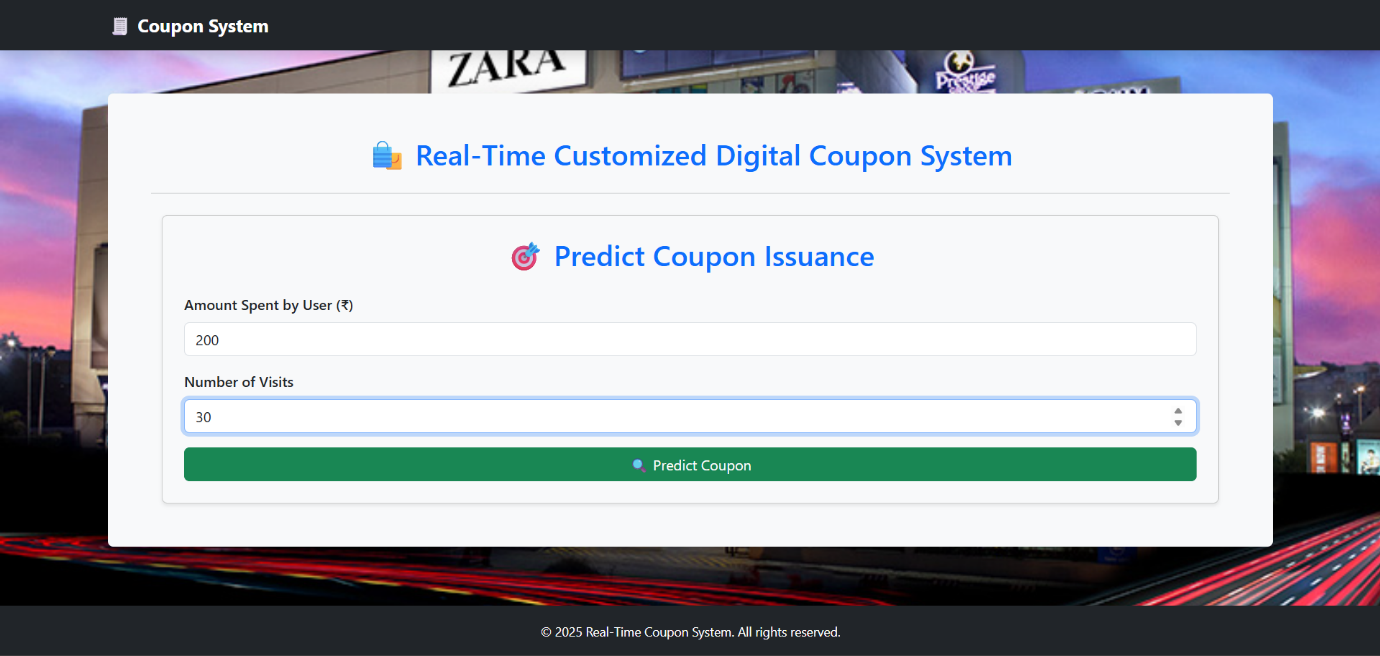 Coupon System
ZARA
Prestige
Real-Time Customized Digital Coupon System
Predict Coupon Issuance
Amount Spent by User (₹)
200
Number of Visits
30
Predict Coupon
© 2025 Real-Time Coupon System. All rights reserved.